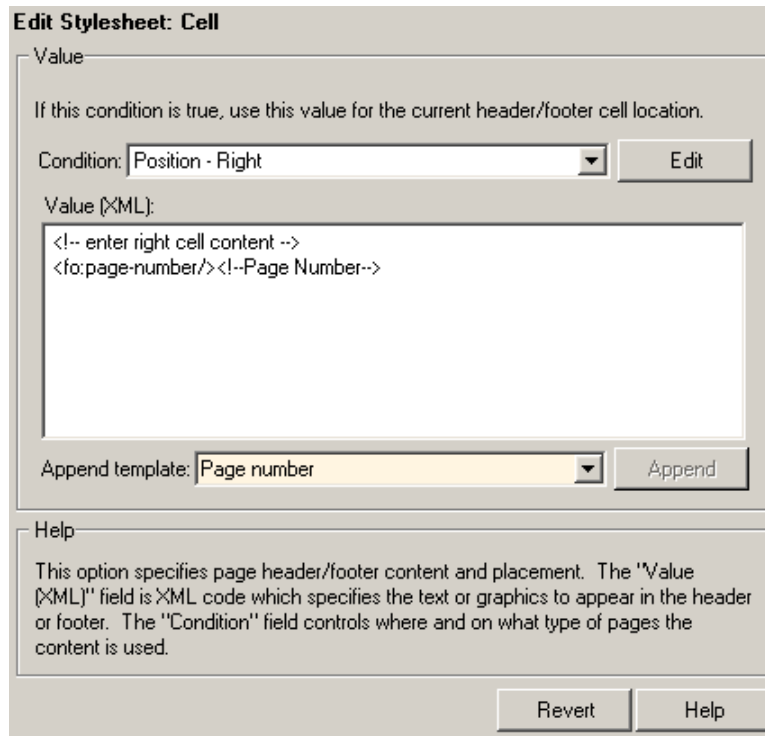 Edit Stylesheet: Cell
Value
If this condition is true, use this value for the current header/footer cell location.
Condition: Position - Right Edit
Value (XML):
<!-- enter right cell content -->
<fo:page-number/><!--Page Number-->
Append template: Page number Append
Help
This option specifies page header/footer content and placement. The "Value
(XML)" field is XML code which specifies the text or graphics to appear in the header
or footer. The "Condition" field controls where and on what type of pages the
content is used.
Revert Help